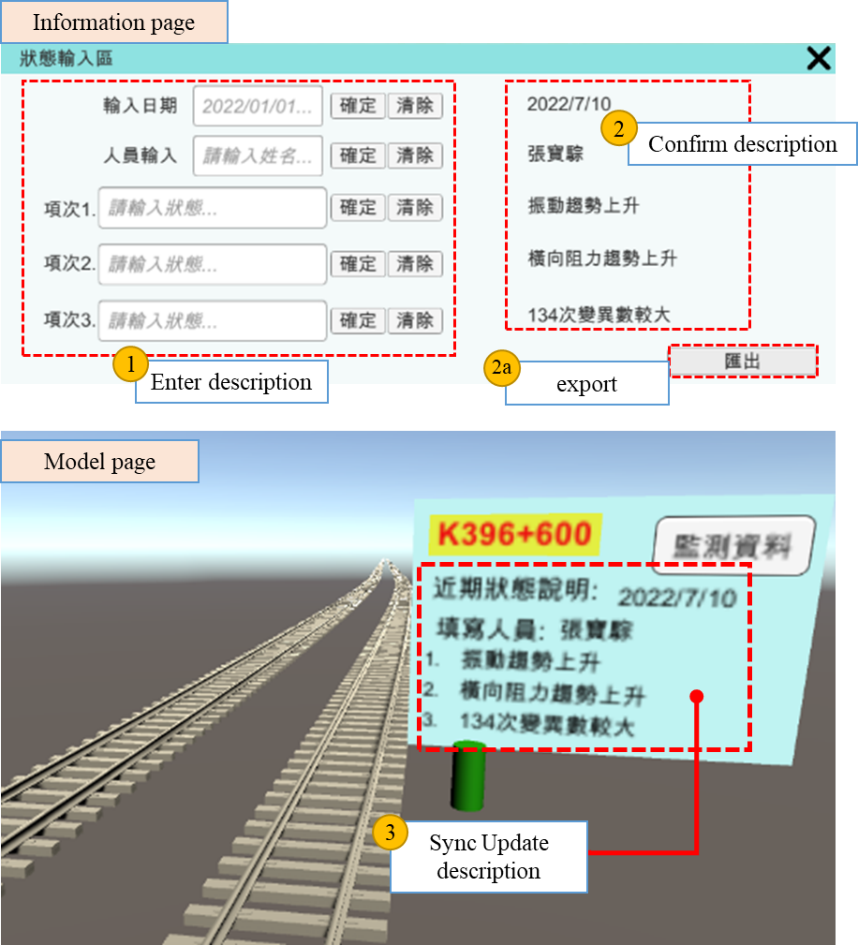 Information page
狀態輸入區
輸入日期 2022/01/01... 確定 清除
人員輸入 請輸入姓名... 確定 清除
項次1. 請輸入狀態... 確定 清除
項次2. 請輸入狀態... 確定 清除
項次3. 請輸入狀態... 確定 清除
1 Enter description
2022/7/10
2 Confirm description
張寶騌
振動趨勢上升
橫向阻力趨勢上升
134次變異數較大
匯出
2a export
Model page
K396+600
監測資料
近期狀態說明: 2022/7/10
填寫人員: 張寶騌
1. 振動趨勢上升
2. 橫向阻力趨勢上升
3. 134次變異數較大
3 Sync Update
description